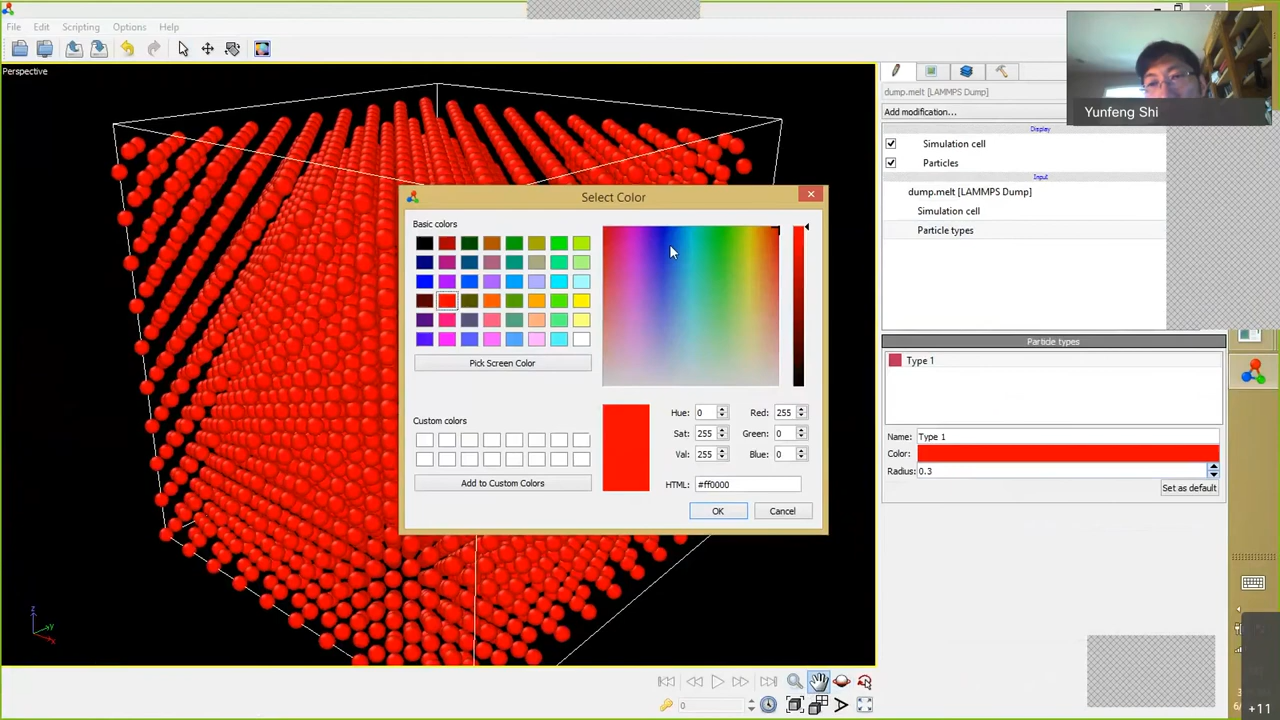 File Edit Scripting Options Help
Perspective
dump.melt [LAMMPS Dump]
Yunfeng Shi
Add modification...
Display
Simulation cell
Particles
Input
dump.melt [LAMMPS Dump]
Simulation cell
Particle types
Select Color
Basic colors
Pick Screen Color
Custom colors
Add to Custom Colors
Hue: 0 Red: 255
Sat: 255 Green: 0
Val: 255 Blue: 0
HTML: #ff0000
OK Cancel
Particle types
Type 1
Name: Type 1
Color:
Radius: 0.3
Set as default
z
y
x
0
+11